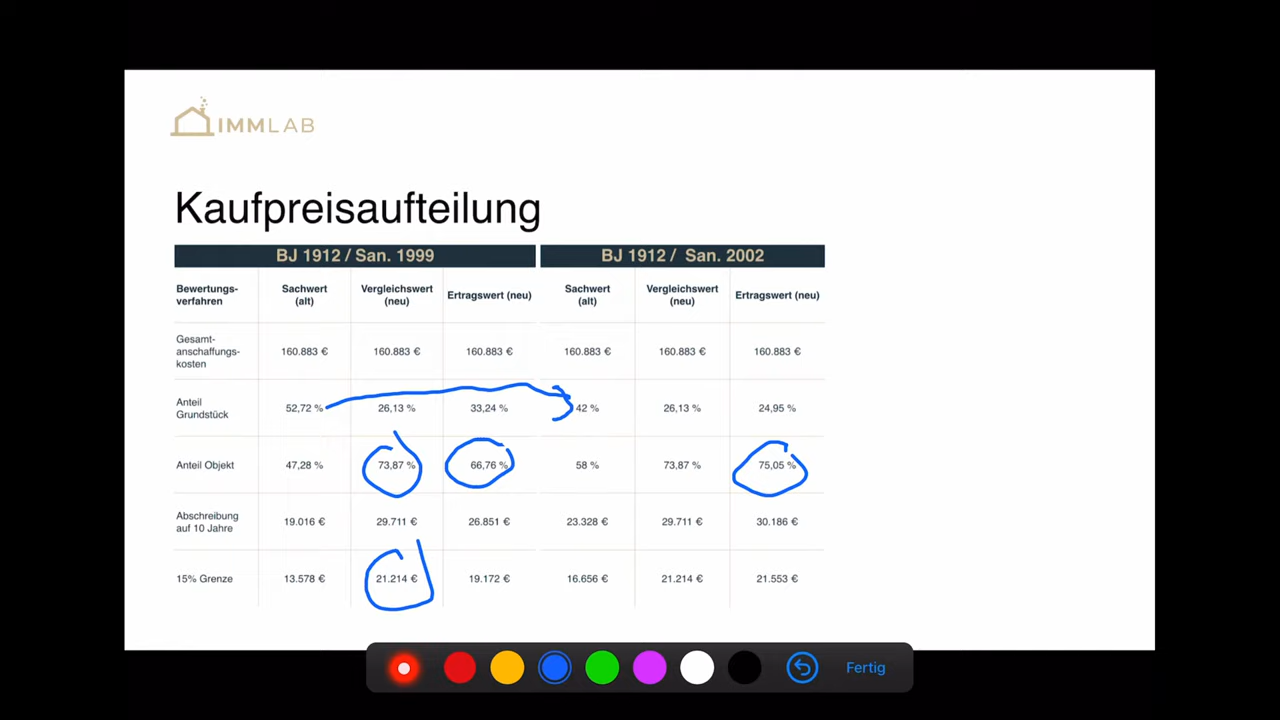 IMMLAB
Kaufpreisaufteilung
BJ 1912 / San. 1999 BJ 1912 / San. 2002
Bewertungs-
verfahren
Sachwert
(alt)
Vergleichswert
(neu)
Ertragswert (neu)
Sachwert
(alt)
Vergleichswert
(neu)
Ertragswert (neu)
Gesamt-
anschaffungs-
kosten
160.883 € 160.883 € 160.883 € 160.883 € 160.883 € 160.883 €
Anteil
Grundstück
52,72 % 26,13 % 33,24 % 42 % 26,13 % 24,95 %
Anteil Objekt 47,28 % 73,87 % 66,76 % 58 % 73,87 % 75,05 %
Abschreibung
auf 10 Jahre
19.016 € 29.711 € 26.851 € 23.328 € 29.711 € 30.186 €
15% Grenze 13.578 € 21.214 € 19.172 € 16.656 € 21.214 € 21.553 €
Fertig